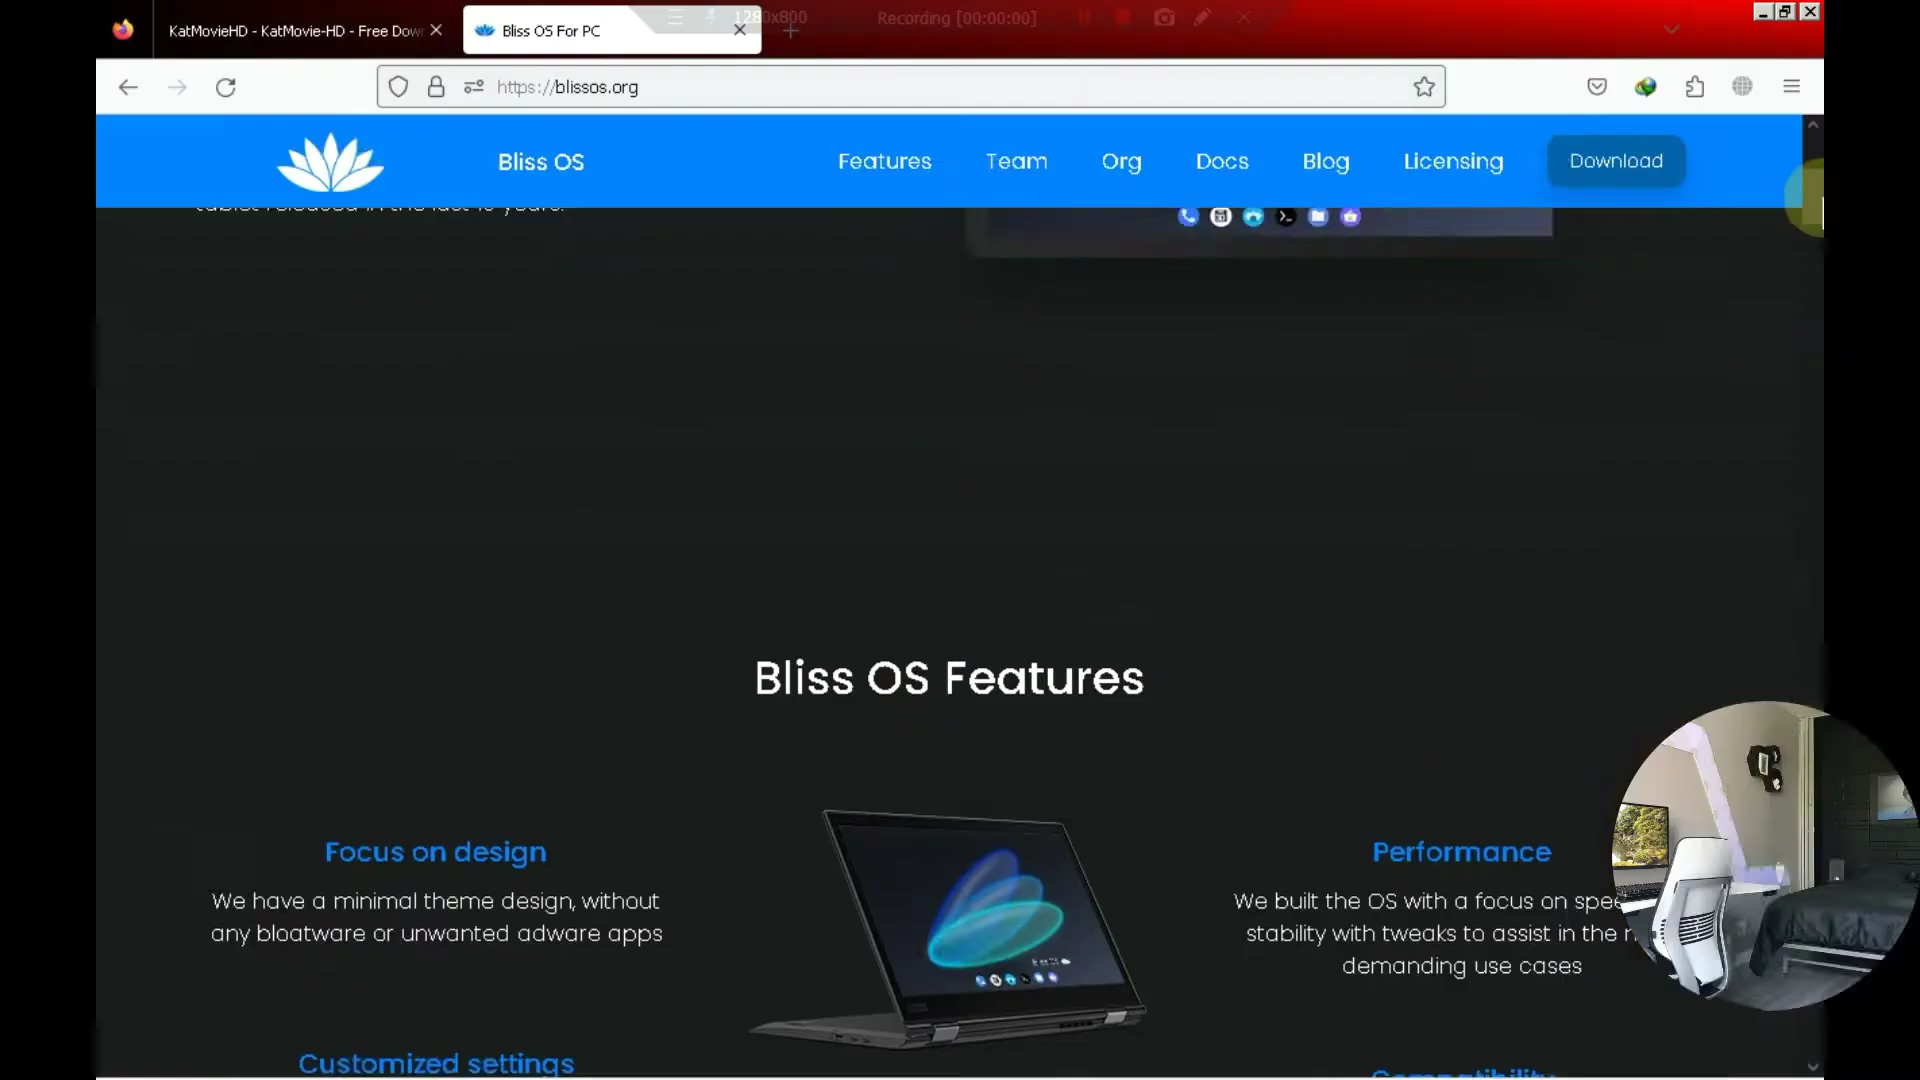 KatMovieHD - KatMovie-HD - Free Dow
Bliss OS For PC
1280x800
Recording [00:00:00]
https://blissos.org
Bliss OS
Features
Team
Org
Docs
Blog
Licensing
Download
Bliss OS Features
Focus on design
We have a minimal theme design, without
any bloatware or unwanted adware apps
Performance
We built the OS with a focus on spe
stability with tweaks to assist in the
demanding use cases
Customized settings
Compatibility